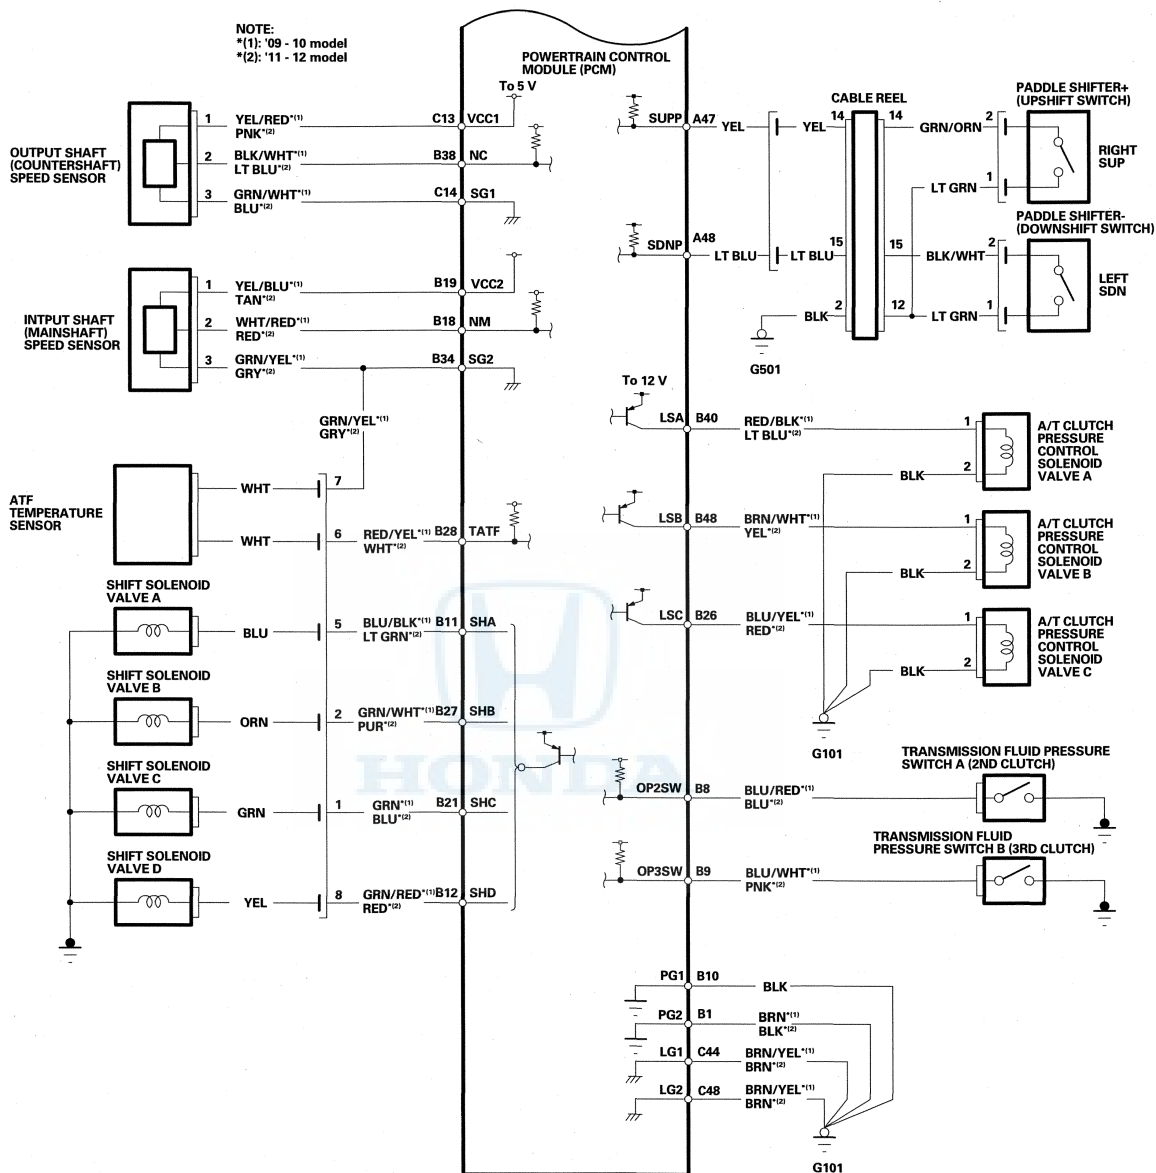 NOTE:
*(1): '09 - 10 model
*(2): '11 - 12 model
POWERTRAIN CONTROL
MODULE (PCM)
To 5 V
OUTPUT SHAFT
(COUNTERSHAFT)
SPEED SENSOR
1 YEL/RED*(1) C13 VCC1
PNK*(2)
2 BLK/WHT*(1) B38 NC
LT BLU*(2)
3 GRN/WHT*(1) C14 SG1
BLU*(2)
INTPUT SHAFT
(MAINSHAFT)
SPEED SENSOR
1 YEL/BLU*(1) B19 VCC2
TAN*(2)
2 WHT/RED*(1) B18 NM
RED*(2)
3 GRN/YEL*(1) B34 SG2
GRY*(2)
GRN/YEL*(1)
GRY*(2)
ATF
TEMPERATURE
SENSOR
WHT 7
WHT 6 RED/YEL*(1) B28 TATF
WHT*(2)
SHIFT SOLENOID
VALVE A
BLU 5 BLU/BLK*(1) B11 SHA
LT GRN*(2)
SHIFT SOLENOID
VALVE B
ORN 2 GRN/WHT*(1) B27 SHB
PUR*(2)
SHIFT SOLENOID
VALVE C
GRN 1 GRN*(1) B21 SHC
BLU*(2)
SHIFT SOLENOID
VALVE D
YEL 8 GRN/RED*(1) B12 SHD
RED*(2)
HONDA
CABLE REEL
PADDLE SHIFTER+
(UPSHIFT SWITCH)
SUPP A47 YEL YEL 14 14 GRN/ORN 2
RIGHT
SUP
LT GRN 1
PADDLE SHIFTER-
(DOWNSHIFT SWITCH)
SDNP A48 LT BLU LT BLU 15 15 BLK/WHT 2
LEFT
SDN
BLK 2 12 LT GRN 1
G501
To 12 V
LSA B40 RED/BLK*(1) 1
LT BLU*(2)
BLK 2
A/T CLUTCH
PRESSURE
CONTROL
SOLENOID
VALVE A
LSB B48 BRN/WHT*(1) 1
YEL*(2)
BLK 2
A/T CLUTCH
PRESSURE
CONTROL
SOLENOID
VALVE B
LSC B26 BLU/YEL*(1) 1
RED*(2)
BLK 2
A/T CLUTCH
PRESSURE
CONTROL
SOLENOID
VALVE C
G101
TRANSMISSION FLUID PRESSURE
SWITCH A (2ND CLUTCH)
OP2SW B8 BLU/RED*(1)
BLU*(2)
TRANSMISSION FLUID
PRESSURE SWITCH B (3RD CLUTCH)
OP3SW B9 BLU/WHT*(1)
PNK*(2)
PG1 B10 BLK
PG2 B1 BRN*(1)
BLK*(2)
LG1 C44 BRN/YEL*(1)
BRN*(2)
LG2 C48 BRN/YEL*(1)
BRN*(2)
G101